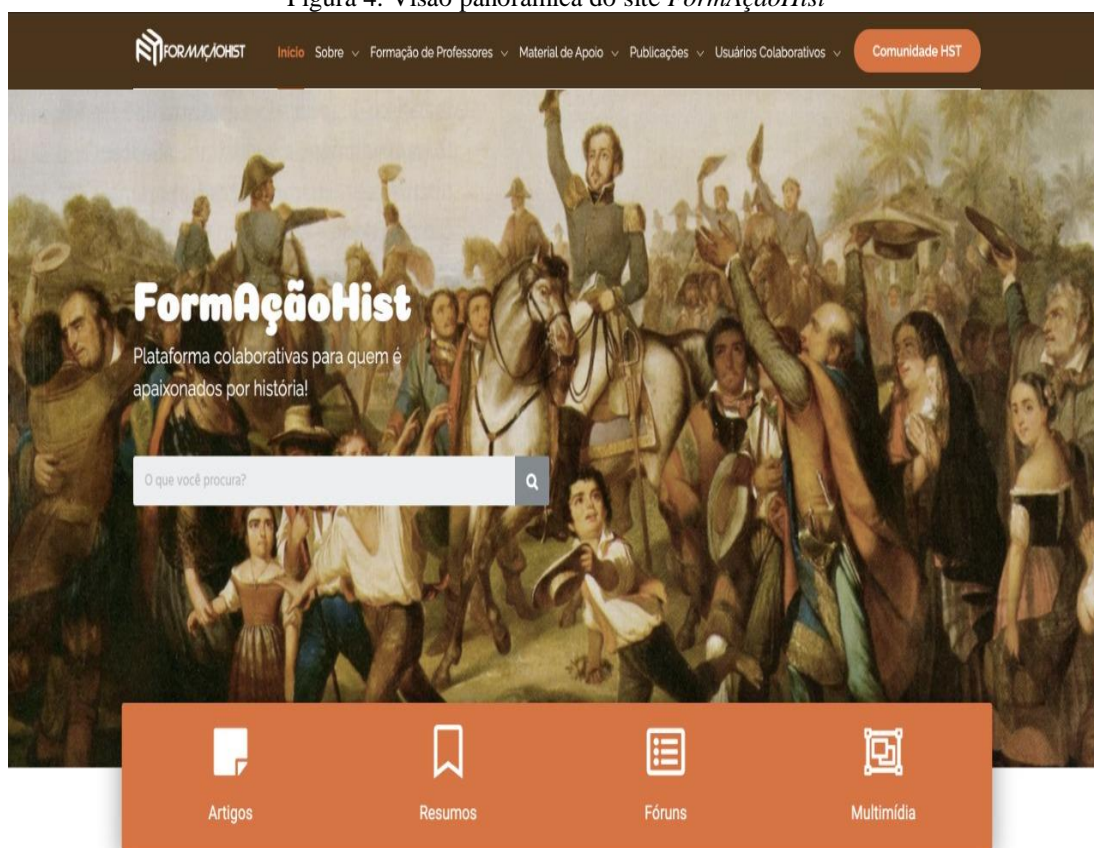 Figura 4: Visão panorâmica do site FormAçãoHist
FORMAÇÃOHIST Início Sobre Formação de Professores Material de Apoio Publicações Usuários Colaborativos Comunidade HST
FormAçãoHist
Plataforma colaborativas para quem é
apaixonados por história!
O que você procura?
Artigos Resumos Fóruns Multimídia